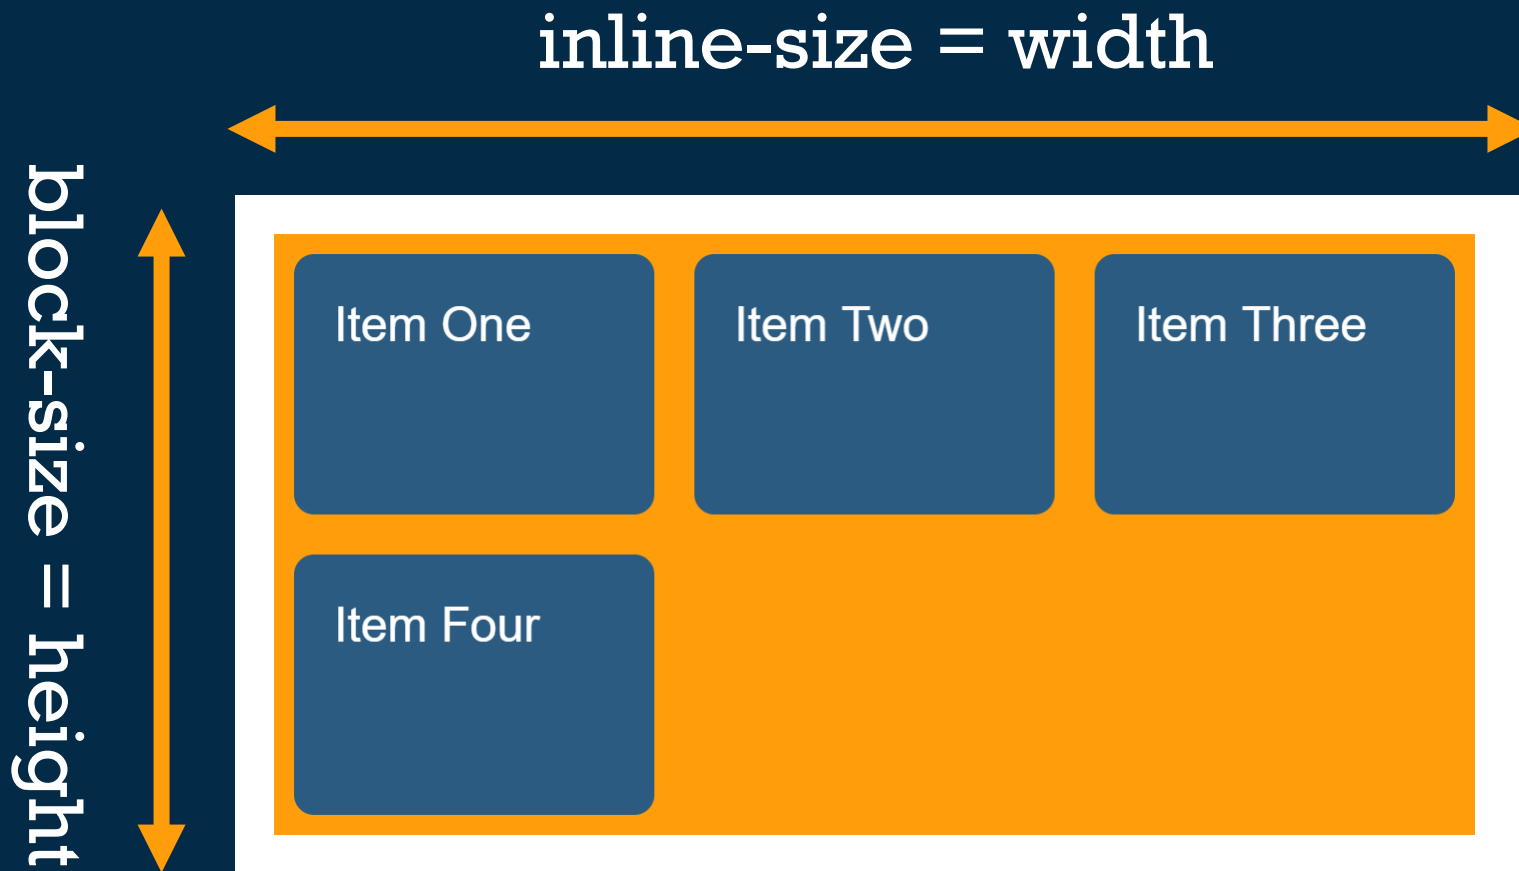 inline-size = width
block-size = height
Item One
Item Two
Item Three
Item Four